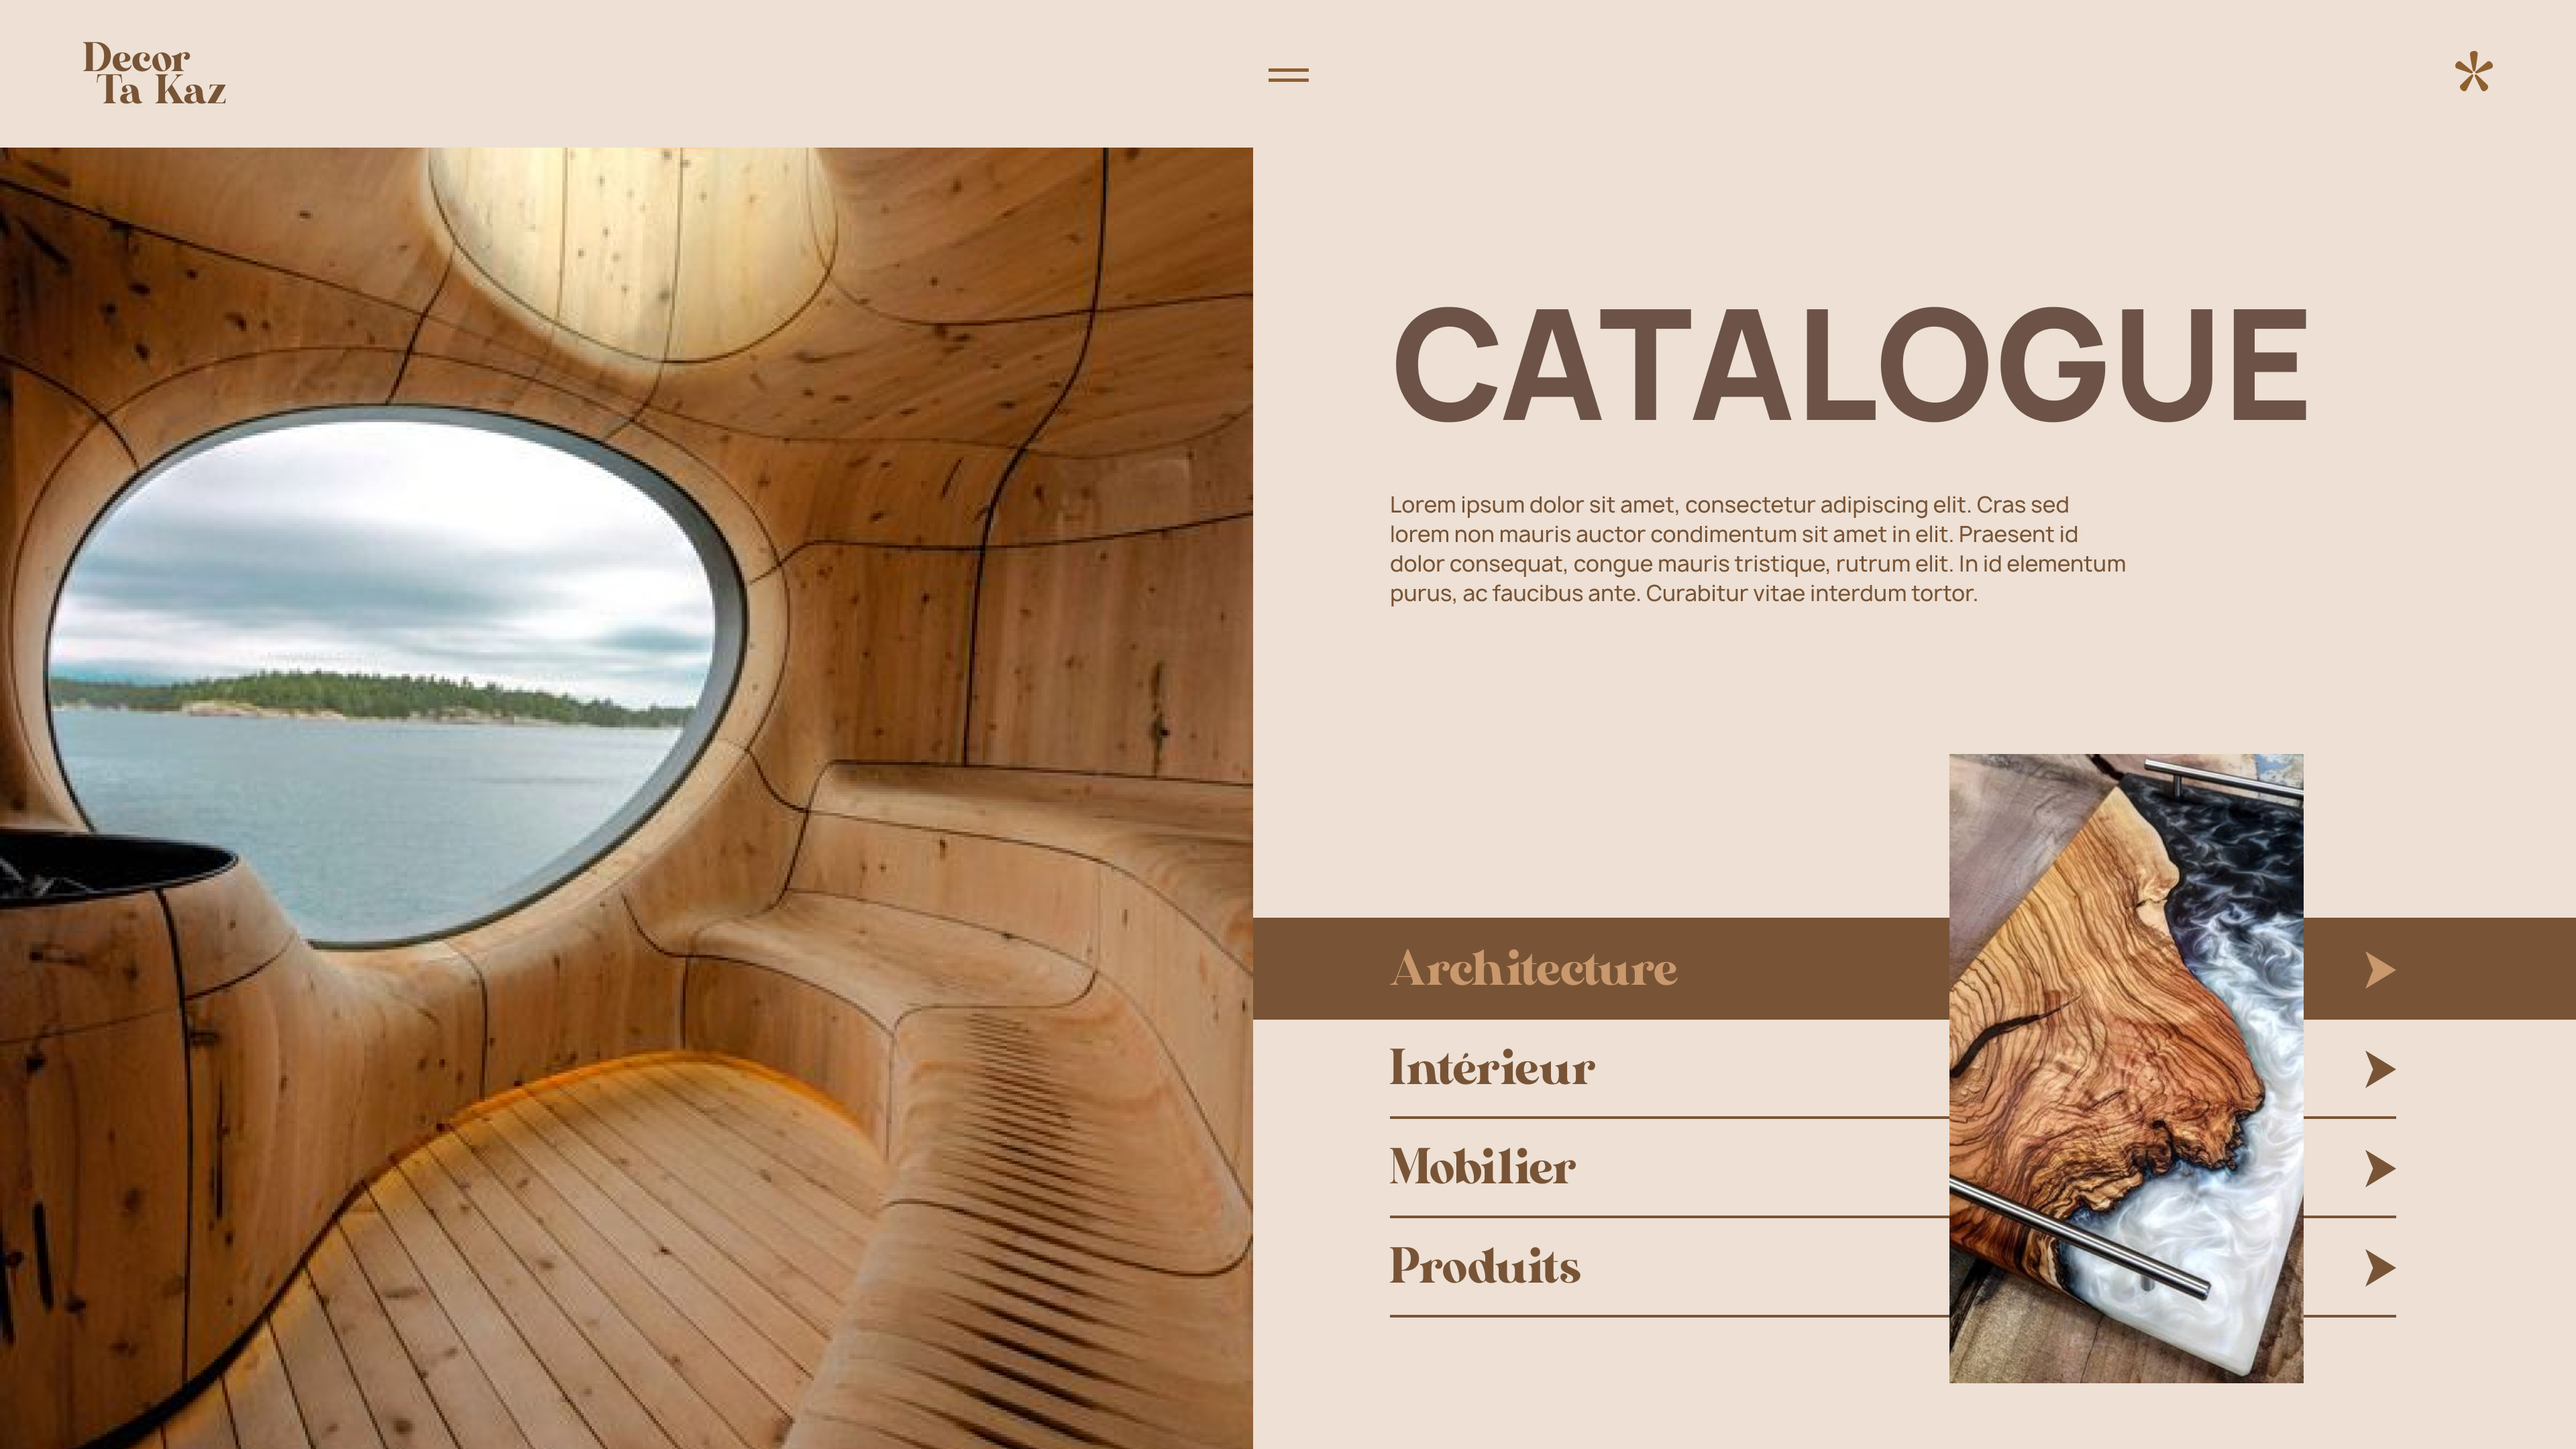 Decor
Ta Kaz
CATALOGUE
Lorem ipsum dolor sit amet, consectetur adipiscing elit. Cras sed
lorem non mauris auctor condimentum sit amet in elit. Praesent id
dolor consequat, congue mauris tristique, rutrum elit. In id elementum
purus, ac faucibus ante. Curabitur vitae interdum tortor.
Architecture
Intérieur
Mobilier
Produits